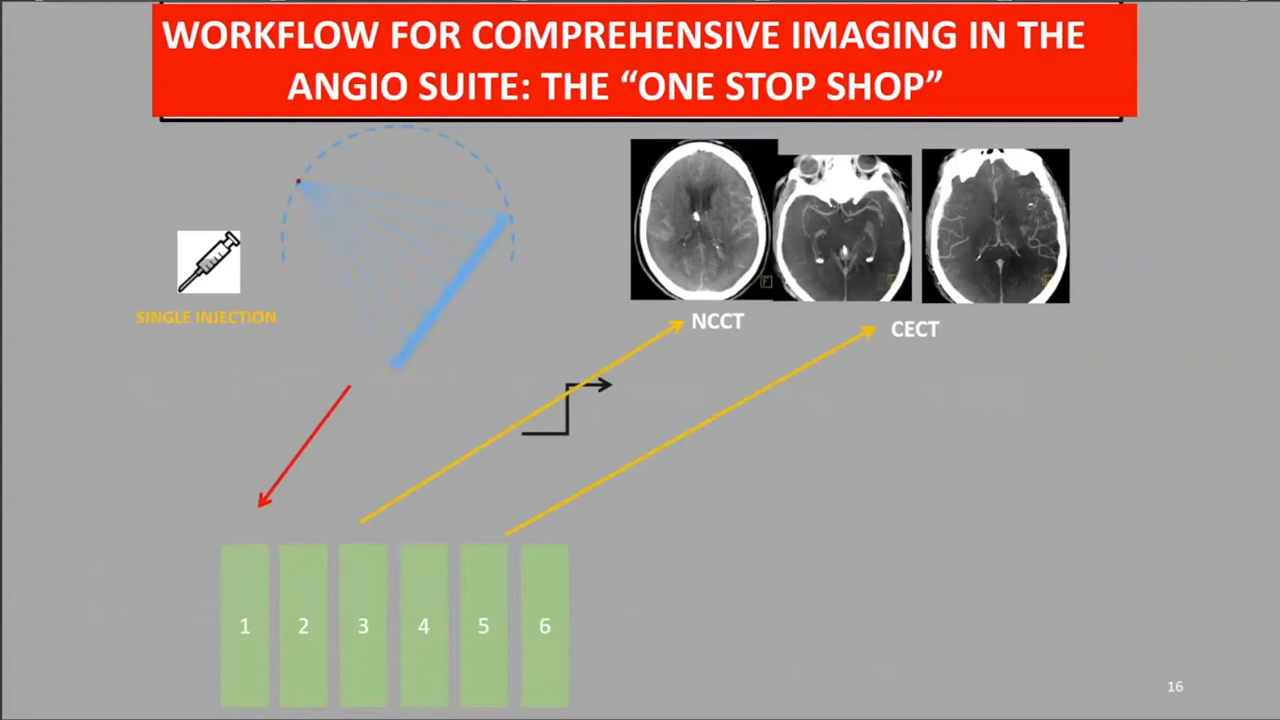 WORKFLOW FOR COMPREHENSIVE IMAGING IN THE
ANGIO SUITE: THE “ONE STOP SHOP”
SINGLE INJECTION
NCCT
CECT
F
1
2
3
4
5
6
16